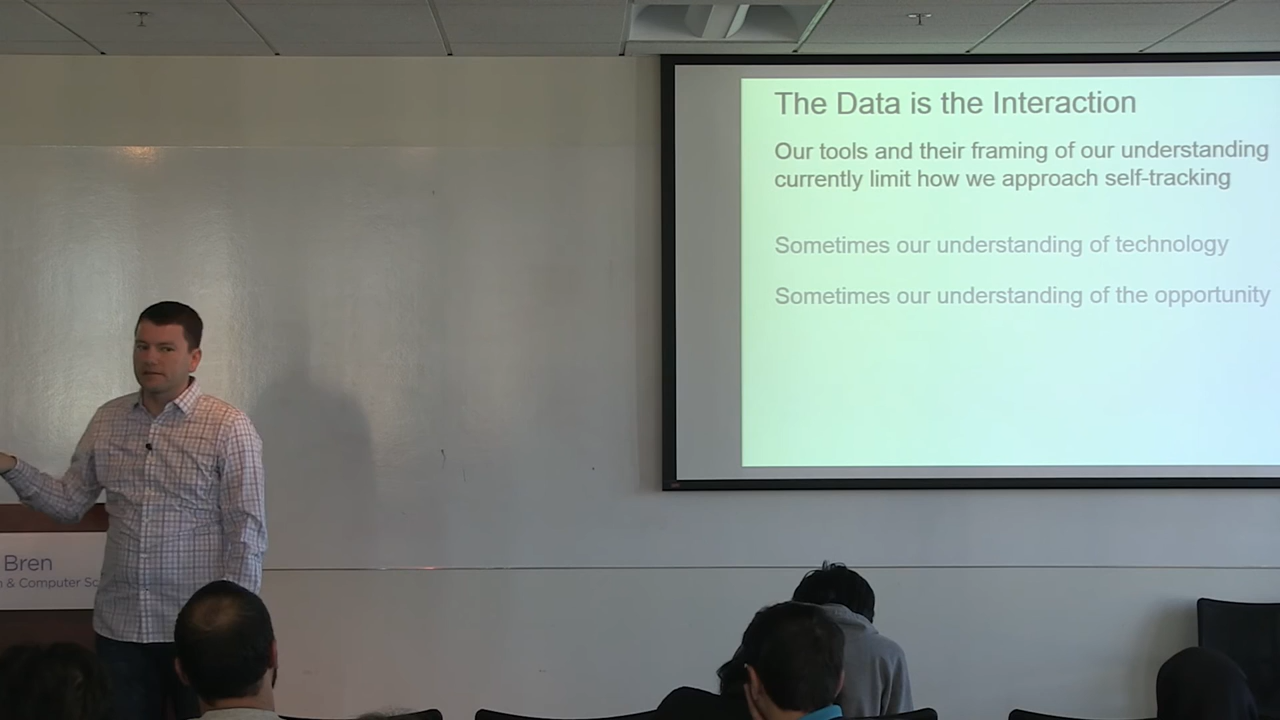 The Data is the Interaction
Our tools and their framing of our understanding
currently limit how we approach self-tracking
Sometimes our understanding of technology
Sometimes our understanding of the opportunity
Bren
& Computer